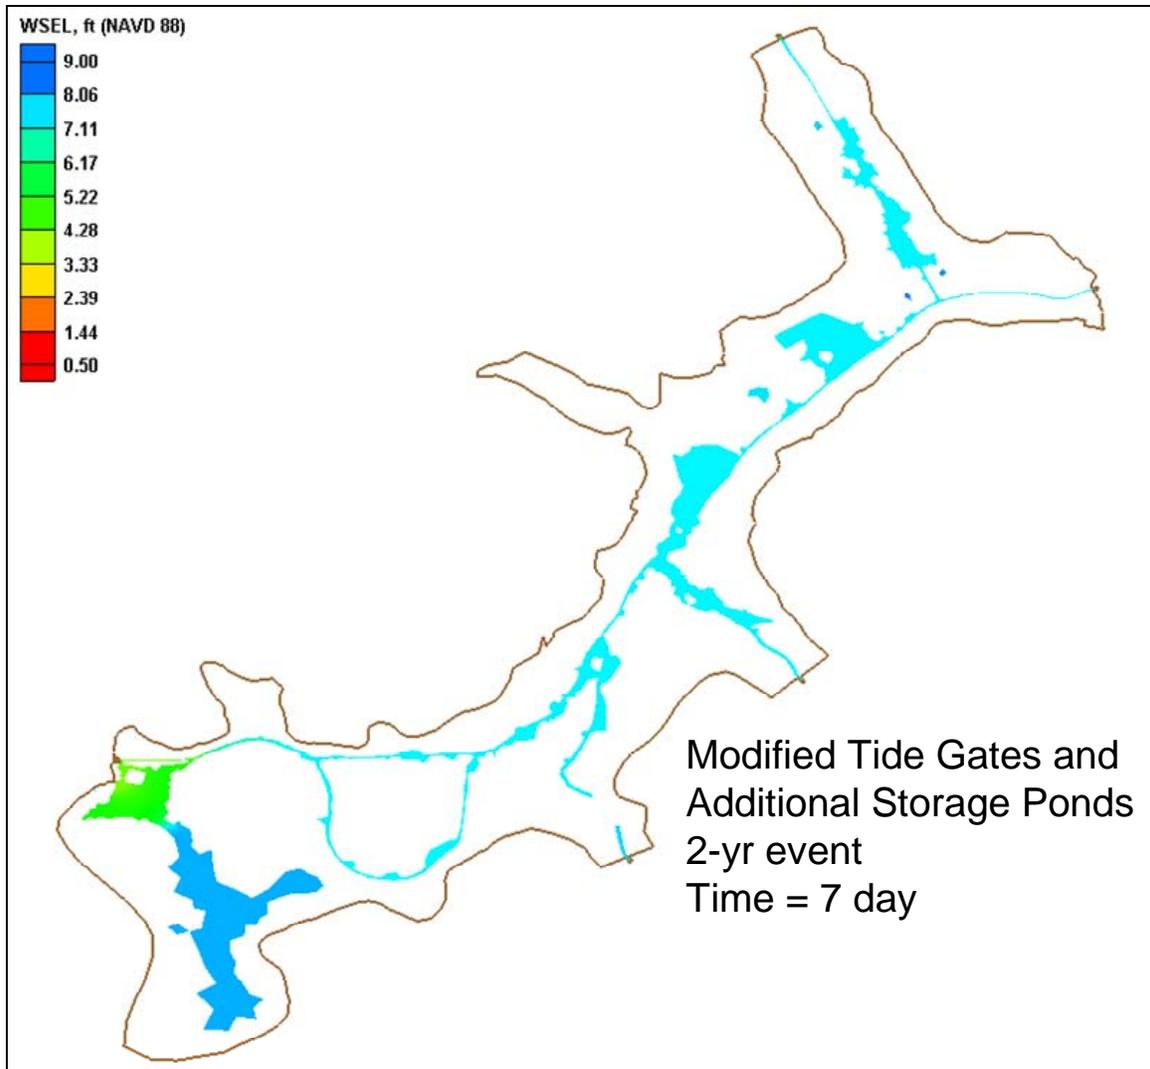 WSEL, ft (NAVD 88)
9.00
8.06
7.11
6.17
5.22
4.28
3.33
2.39
1.44
0.50
Modified Tide Gates and
Additional Storage Ponds
2-yr event
Time = 7 day